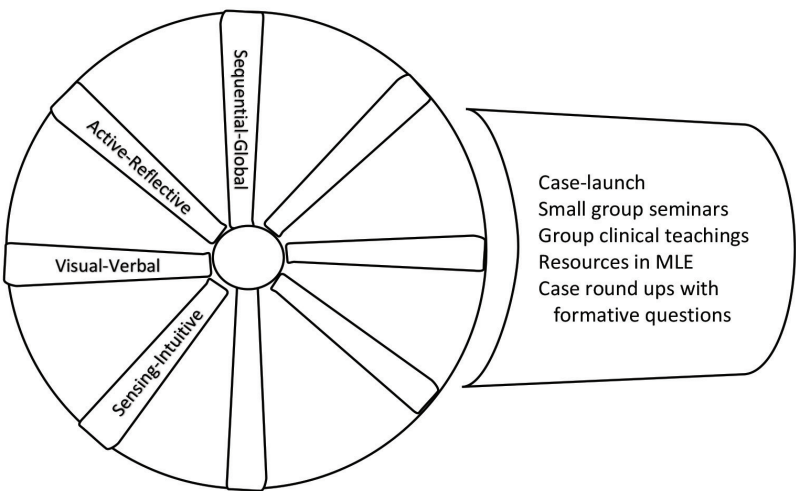 Sequential-Global
Active-Reflective
Visual-Verbal
Sensing-Intuitive
Case-launch
Small group seminars
Group clinical teachings
Resources in MLE
Case round ups with
formative questions